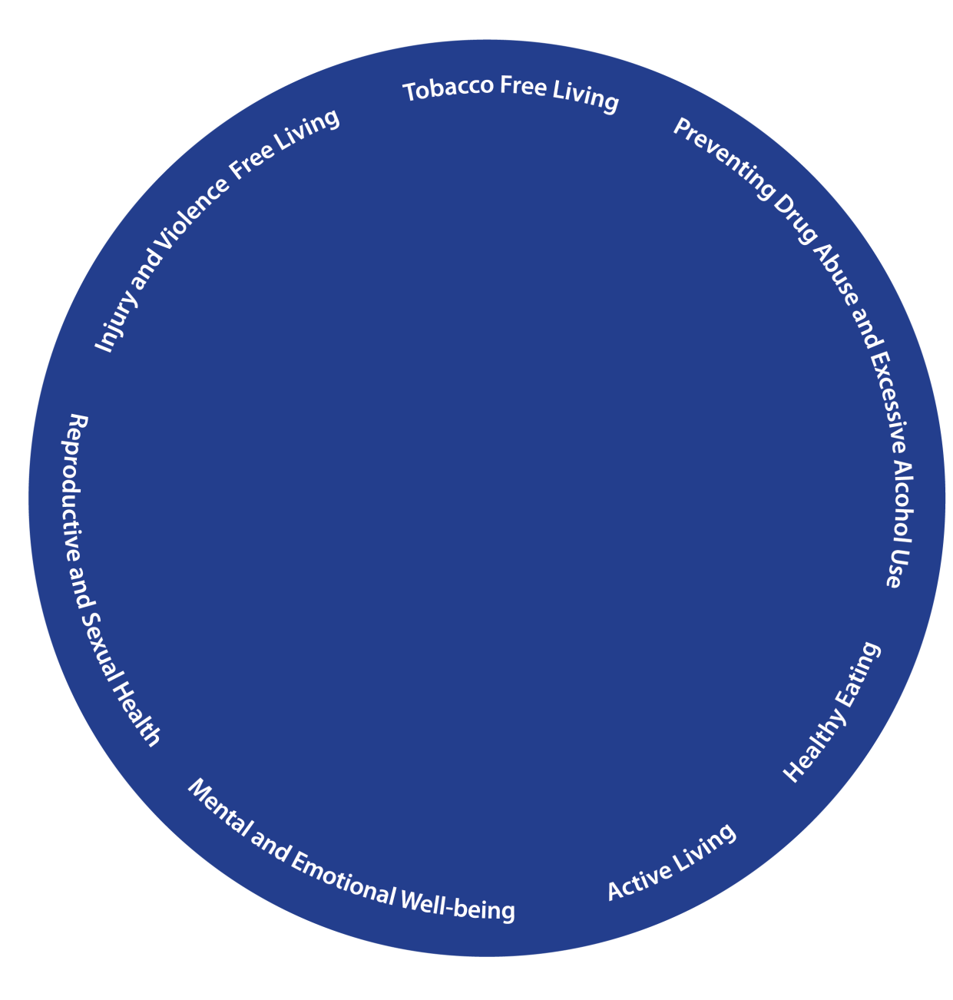 Tobacco Free Living
Preventing Drug Abuse and Excessive Alcohol Use
Healthy Eating
Active Living
Mental and Emotional Well-being
Reproductive and Sexual Health
Injury and Violence Free Living